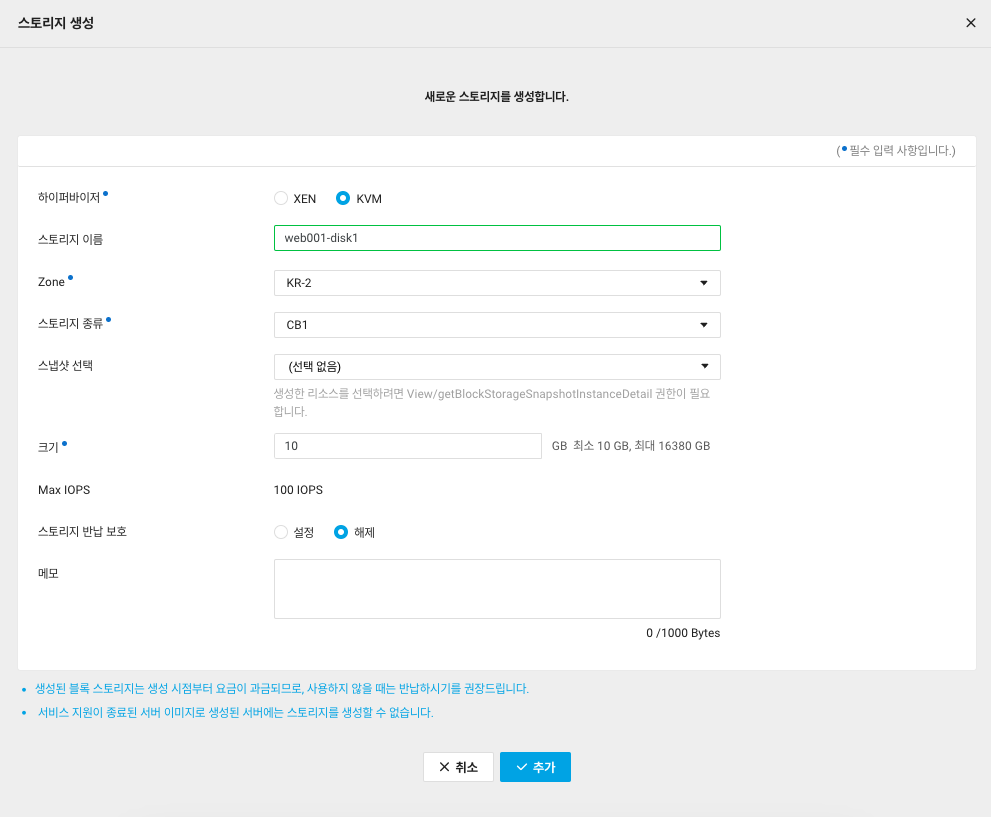 스토리지 생성
새로운 스토리지를 생성합니다.
(• 필수 입력 사항입니다.)
하이퍼바이저• XEN KVM
스토리지 이름 web001-disk1
Zone• KR-2
스토리지 종류• CB1
스냅샷 선택 (선택 없음)
생성한 리소스를 선택하려면 View/getBlockStorageSnapshotInstanceDetail 권한이 필요
합니다.
크기• 10 GB 최소 10 GB, 최대 16380 GB
Max IOPS 100 IOPS
스토리지 반납 보호 설정 해제
메모
0 /1000 Bytes
• 생성된 블록 스토리지는 생성 시점부터 요금이 과금되므로, 사용하지 않을 때는 반납하시기를 권장드립니다.
• 서비스 지원이 종료된 서버 이미지로 생성된 서버에는 스토리지를 생성할 수 없습니다.
취소 추가